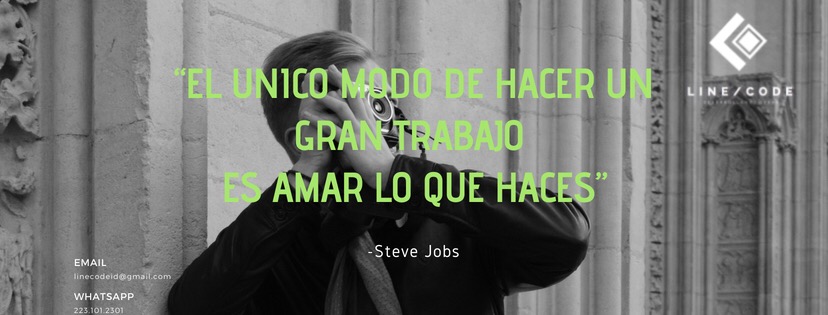 “EL UNICO MODO DE HACER UN
GRAN TRABAJO
ES AMAR LO QUE HACES”
-Steve Jobs
LINE/CODE
EMAIL
linecodeld@gmail.com
WHATSAPP
223.101.2301